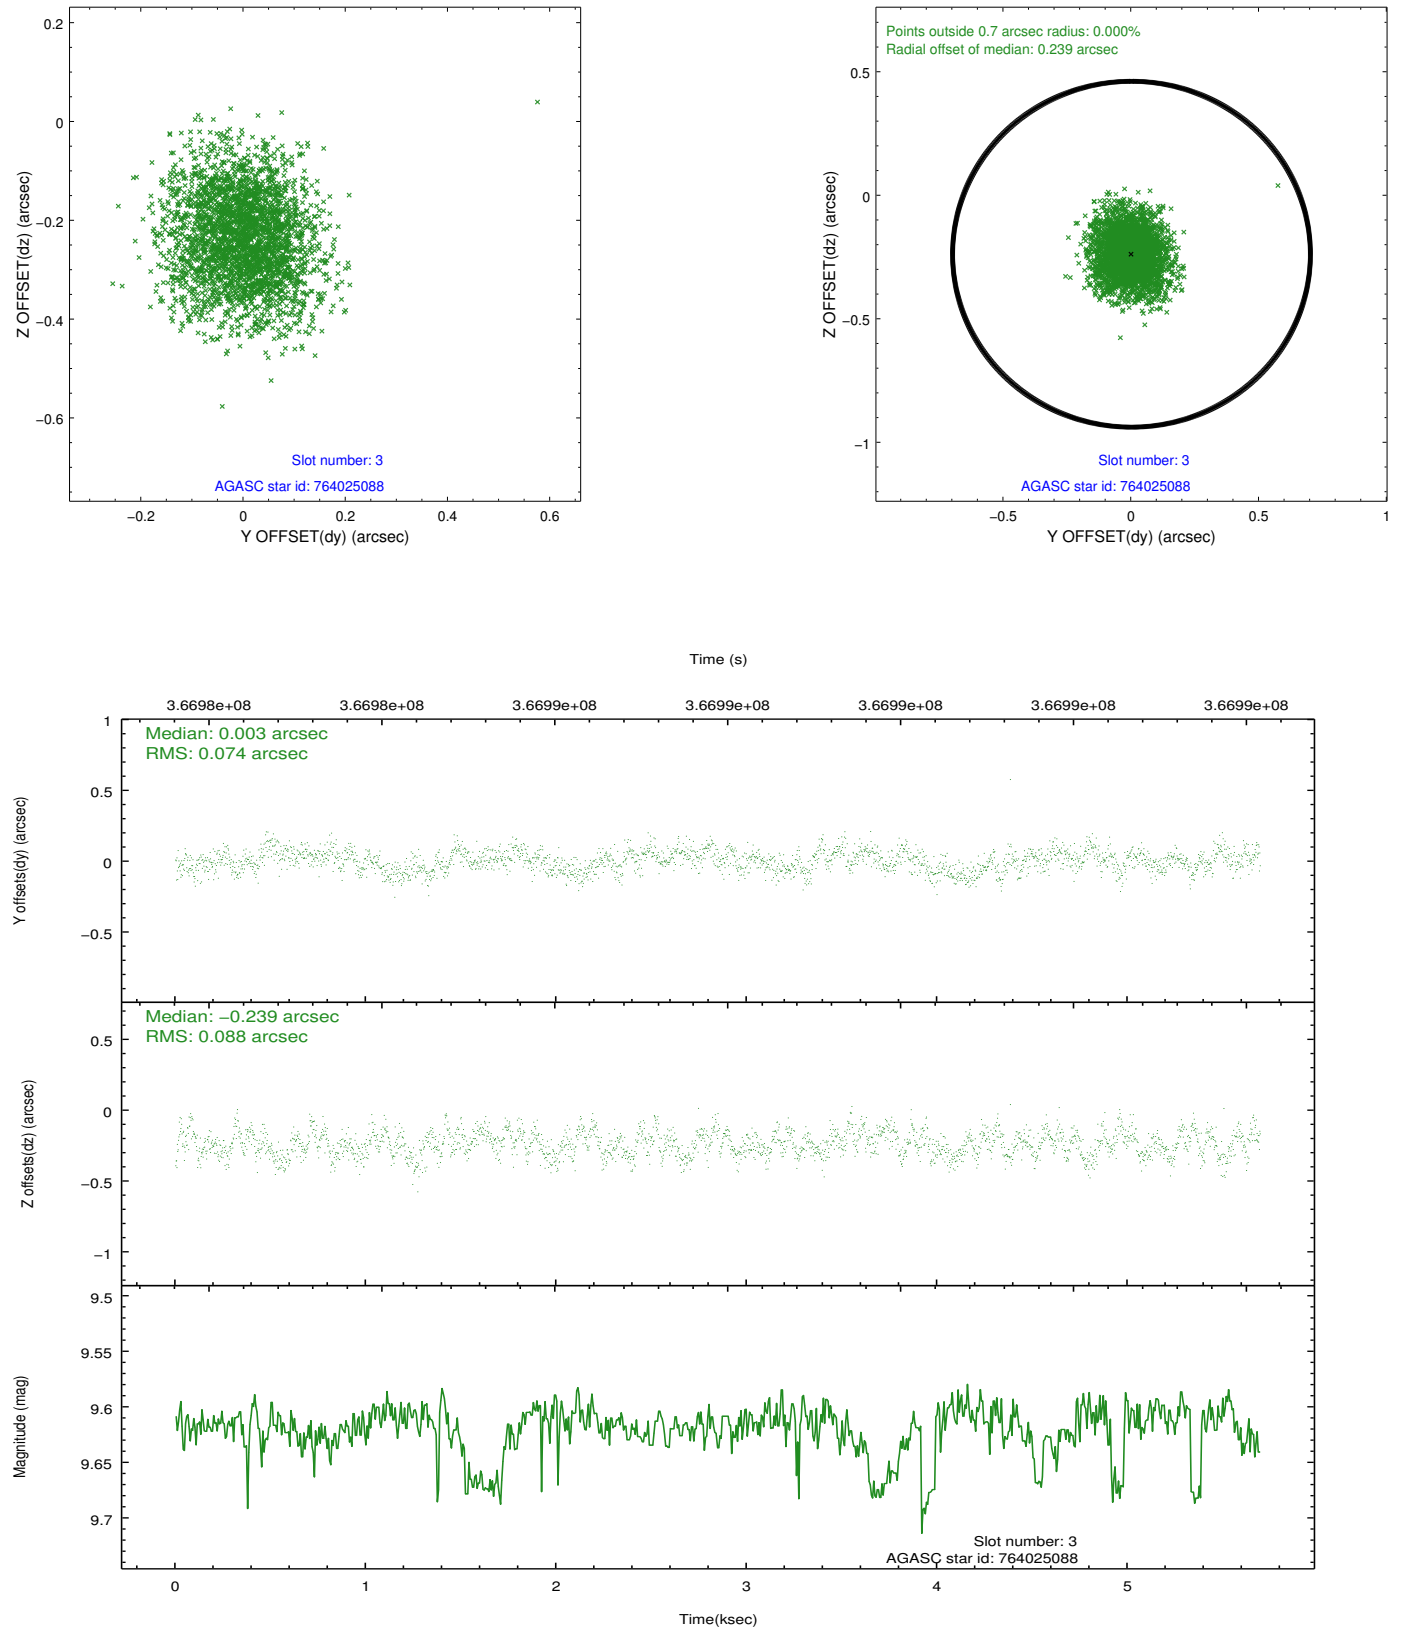 0.2
0
−0.2
−0.4
−0.6
Z OFFSET(dz) (arcsec)
Slot number: 3
AGASC star id: 764025088
−0.2 0 0.2 0.4 0.6
Y OFFSET(dy) (arcsec)
Points outside 0.7 arcsec radius: 0.000%
Radial offset of median: 0.239 arcsec
0.5
0
−0.5
−1
Z OFFSET(dz) (arcsec)
Slot number: 3
AGASC star id: 764025088
−0.5 0 0.5 1
Y OFFSET(dy) (arcsec)
Time (s)
3.6698e+08 3.6698e+08 3.6699e+08 3.6699e+08 3.6699e+08 3.6699e+08 3.6699e+08
Median: 0.003 arcsec
RMS: 0.074 arcsec
1
0.5
0
−0.5
Y offsets(dy) (arcsec)
Median: −0.239 arcsec
RMS: 0.088 arcsec
0.5
0
−0.5
−1
Z offsets(dz) (arcsec)
9.5
9.55
9.6
9.65
9.7
Magnitude (mag)
Slot number: 3
AGASC star id: 764025088
0 1 2 3 4 5
Time(ksec)